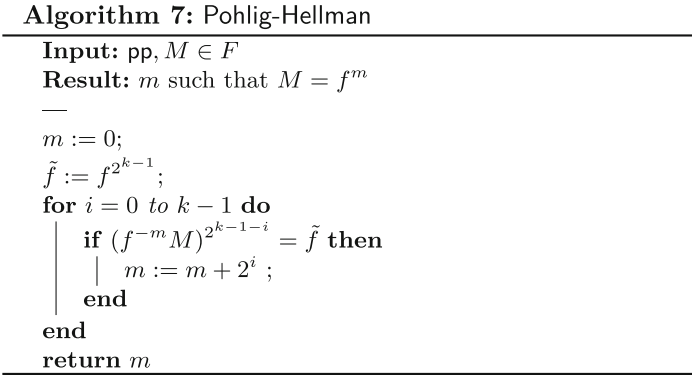 Algorithm 7: Pohlig-Hellman
Input: pp, M ∈ F
Result: m such that M = f^m
—
m := 0;
f̃ := f^{2^{k−1}};
for i = 0 to k − 1 do
if (f^{−m}M)^{2^{k−1−i}} = f̃ then
m := m + 2^i ;
end
end
return m